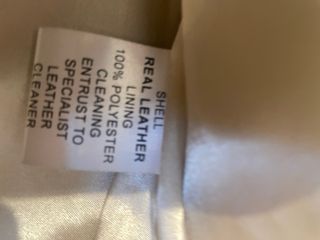 SHELL
REAL LEATHER
LINING
100% POLYESTER
CLEANING
ENTRUST TO
SPECIALIST
LEATHER
CLEANER